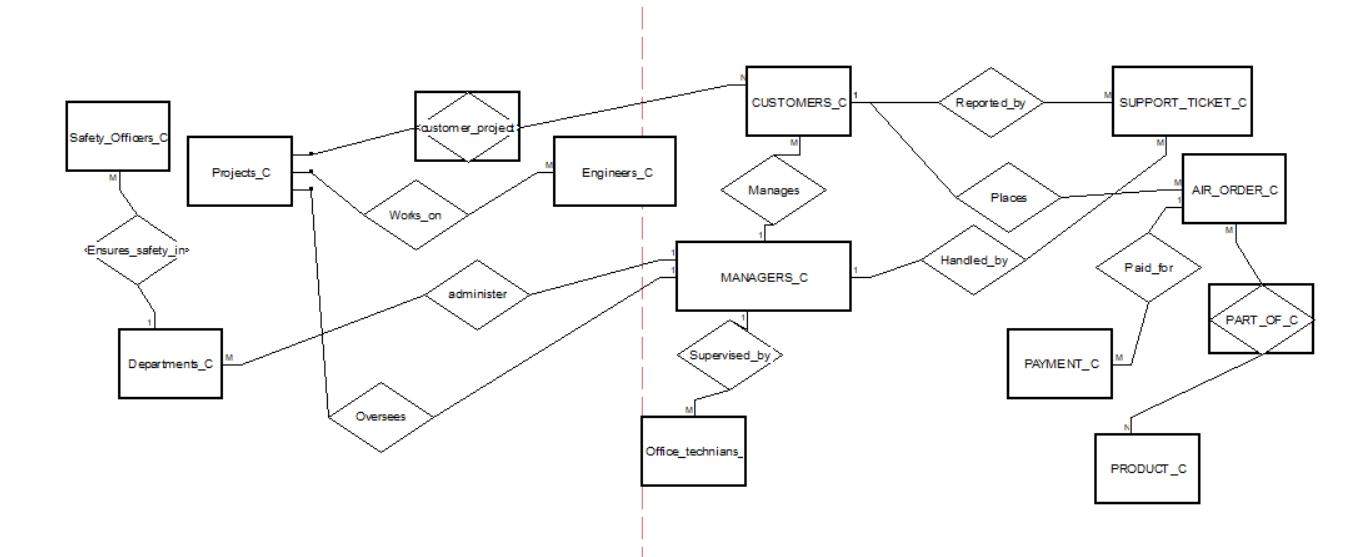 N
CUSTOMERS_C
1
M
Reported_by
M
SUPPORT_TICKET_C
M
Safety_Officers_C
M
customer_project
Projects_C
Engineers_C
M
Works_on
Manages
1
Places
M
AIR_ORDER_C
1
M
Ensures_safety_in
1
administer
1
1
MANAGERS_C
1
1
Handled_by
Paid_for
PART_OF_C
Departments_C
M
Supervised_by
PAYMENT_C
M
Oversees
M
Office_technians_
N
PRODUCT_C